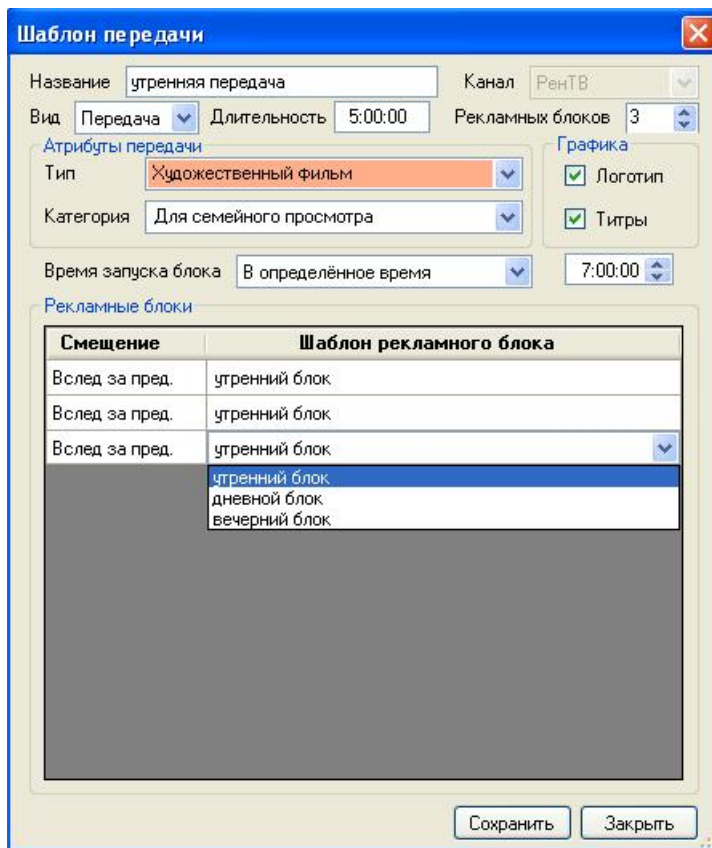 Шаблон передачи
Название утренняя передача Канал РенТВ
Вид Передача Длительность 5:00:00 Рекламных блоков 3
Атрибуты передачи Графика
Тип Художественный фильм Логотип
Категория Для семейного просмотра Титры
Время запуска блока В определённое время 7:00:00
Рекламные блоки
Смещение Шаблон рекламного блока
Вслед за пред. утренний блок
Вслед за пред. утренний блок
Вслед за пред. утренний блок
утренний блок
дневной блок
вечерний блок
Сохранить Закрыть